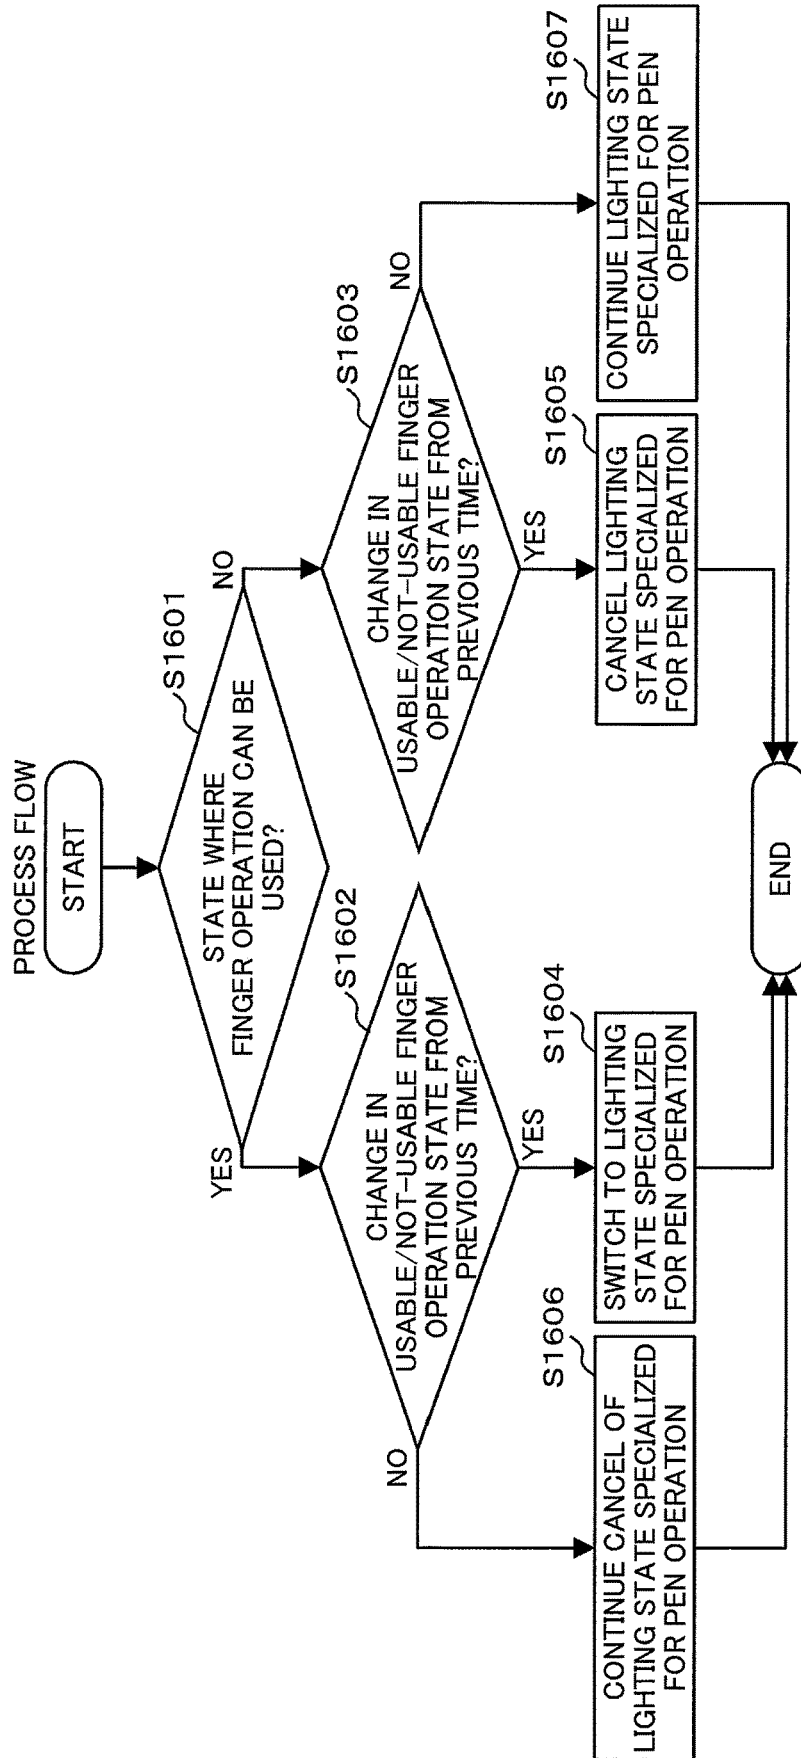 PROCESS FLOW
START
S1601
STATE WHERE
FINGER OPERATION CAN BE
USED?
YES
NO
S1602
CHANGE IN
USABLE/NOT-USABLE FINGER
OPERATION STATE FROM
PREVIOUS TIME?
NO
YES
S1603
CHANGE IN
USABLE/NOT-USABLE FINGER
OPERATION STATE FROM
PREVIOUS TIME?
NO
YES
S1606
CONTINUE CANCEL OF
LIGHTING STATE SPECIALIZED
FOR PEN OPERATION
S1604
SWITCH TO LIGHTING
STATE SPECIALIZED
FOR PEN OPERATION
S1605
CANCEL LIGHTING
STATE SPECIALIZED
FOR PEN OPERATION
S1607
CONTINUE LIGHTING STATE
SPECIALIZED FOR PEN
OPERATION
END